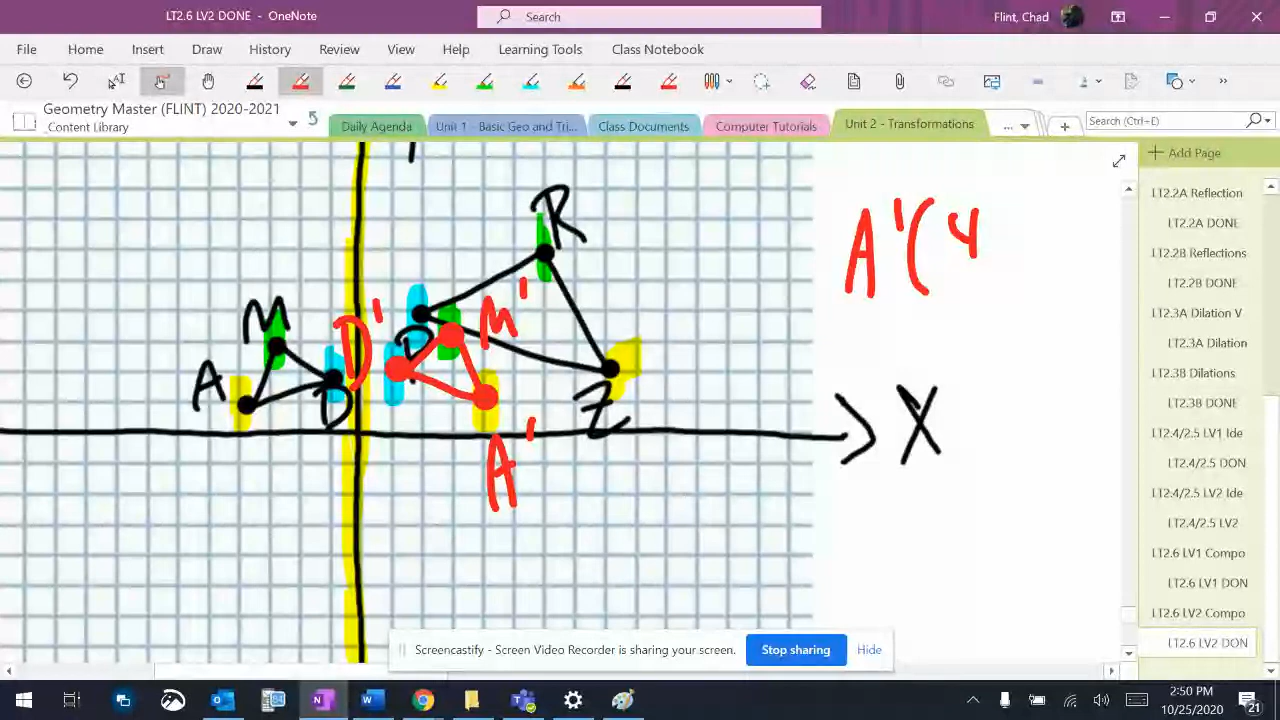 LT2.6 LV2 DONE - OneNote
Search
Flint, Chad
File Home Insert Draw History Review View Help Learning Tools Class Notebook
Geometry Master (FLINT) 2020-2021
Content Library
Daily Agenda
Unit 1 - Basic Geo and Tri...
Class Documents
Computer Tutorials
Unit 2 - Transformations
...
Search (Ctrl+E)
Add Page
LT2.2A Reflection
LT2.2A DONE
LT2.2B Reflections
LT2.2B DONE
LT2.3A Dilation V
LT2.3A Dilation
LT2.3B Dilations
LT2.3B DONE
LT2.4/2.5 LV1 Ide
LT2.4/2.5 DON
LT2.4/2.5 LV2 Ide
LT2.4/2.5 LV2
LT2.6 LV1 Compo
LT2.6 LV1 DON
LT2.6 LV2 Compo
LT2.6 LV2 DON
R
A'(4
M
D'
M'
A
D
Z
X
A'
Screencastify - Screen Video Recorder is sharing your screen.
Stop sharing
Hide
2:50 PM
10/25/2020
21